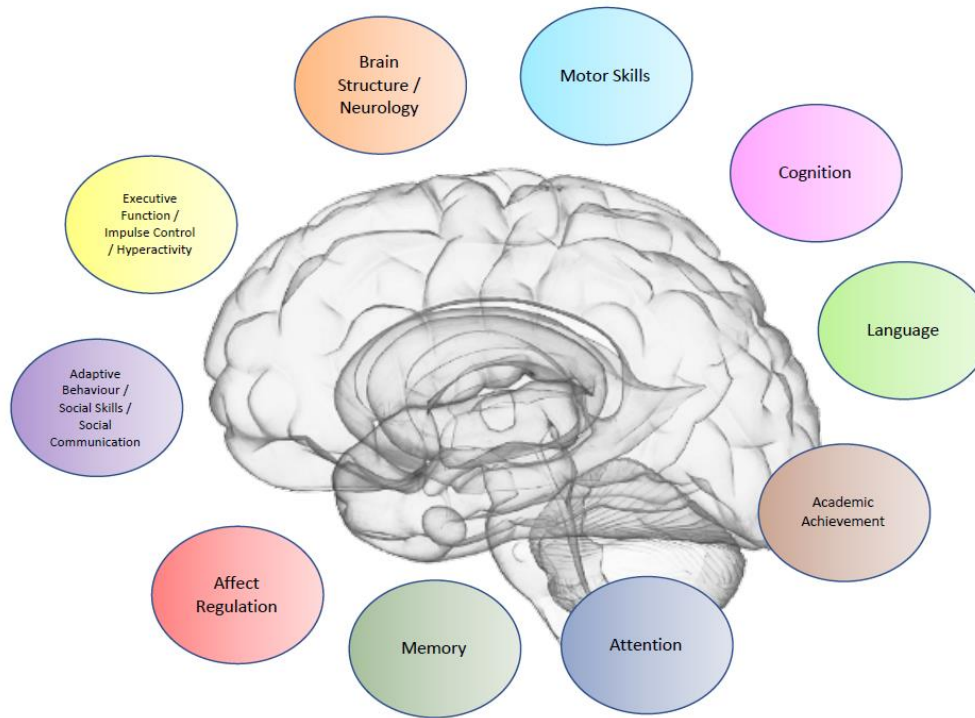 Brain
Structure /
Neurology
Motor Skills
Cognition
Language
Academic
Achievement
Attention
Memory
Affect
Regulation
Adaptive
Behaviour /
Social Skills /
Social
Communication
Executive
Function /
Impulse Control
/ Hyperactivity